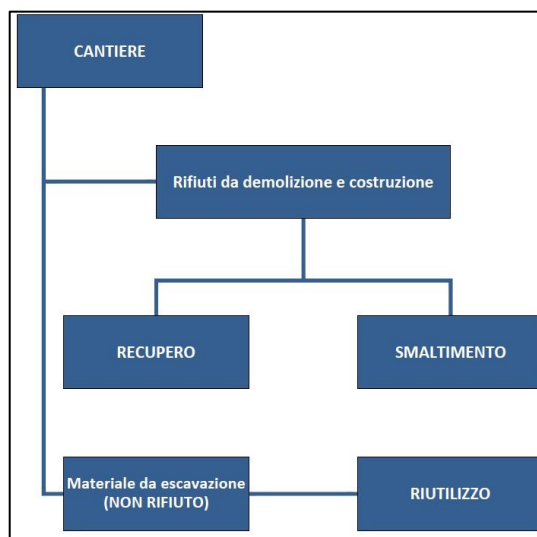 CANTIERE
Rifiuti da demolizione e costruzione
RECUPERO
SMALTIMENTO
Materiale da escavazione
(NON RIFIUTO)
RIUTILIZZO